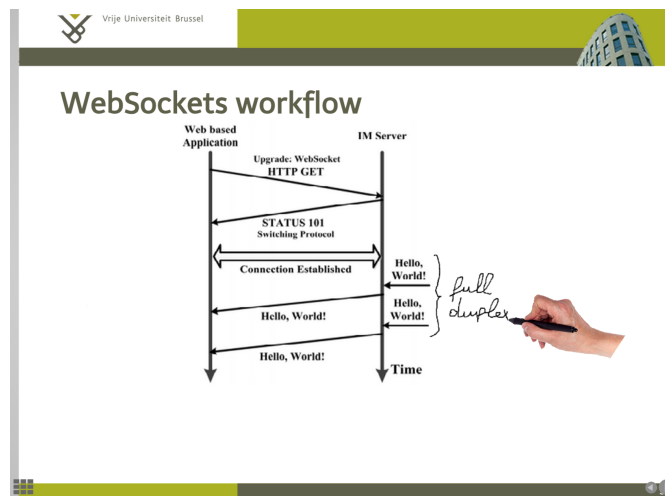 Vrije Universiteit Brussel
WebSockets workflow
Web based
Application
IM Server
Upgrade: WebSocket
HTTP GET
STATUS 101
Switching Protocol
Connection Established
Hello,
World!
Hello, World!
Hello,
World!
Hello, World!
Time
full
duplex